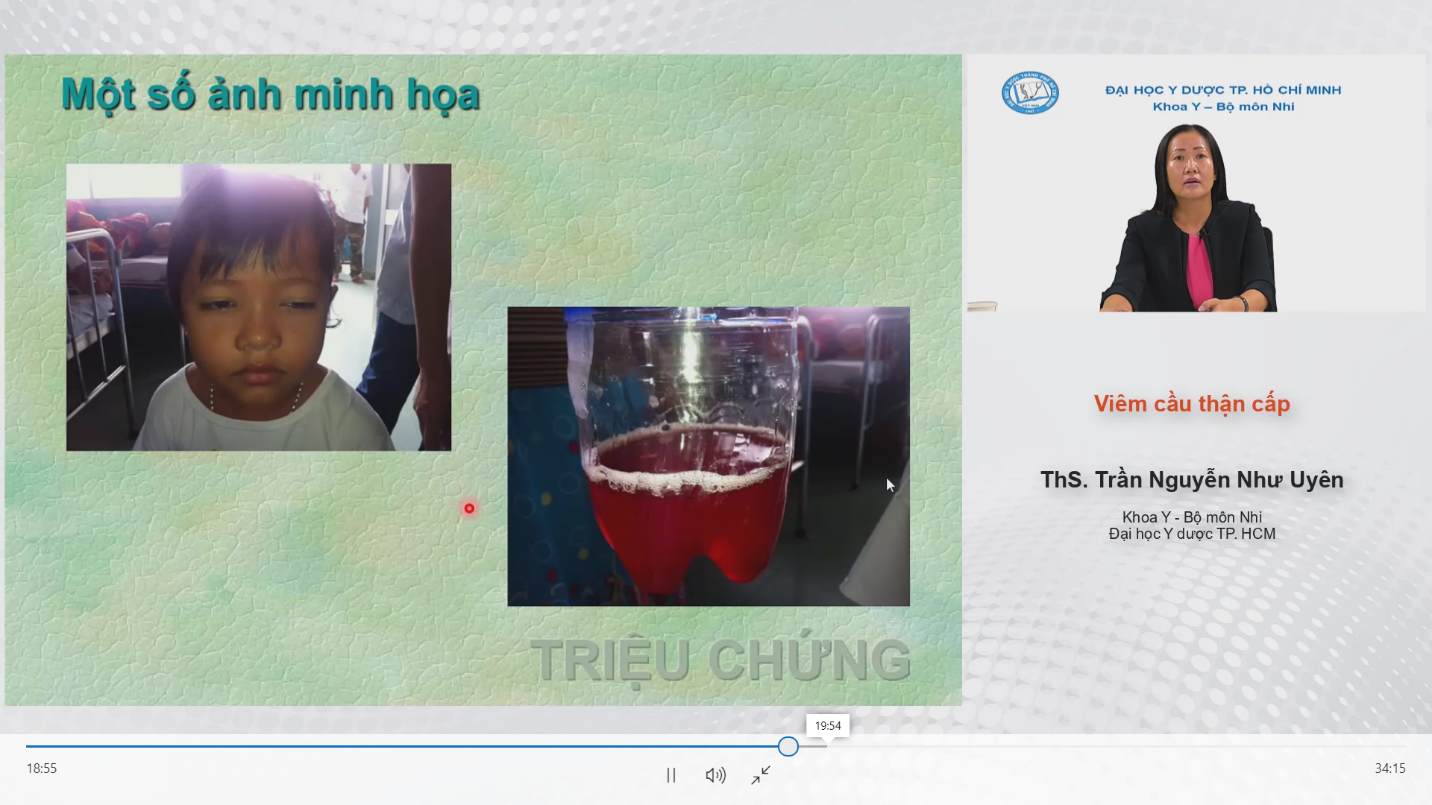 Một số ảnh minh họa
TRIỆU CHỨNG
ĐẠI HỌC Y DƯỢC TP. HỒ CHÍ MINH
Khoa Y – Bộ môn Nhi
Viêm cầu thận cấp
ThS. Trần Nguyễn Như Uyên
Khoa Y - Bộ môn Nhi
Đại học Y dược TP. HCM
19:54
18:55
34:15